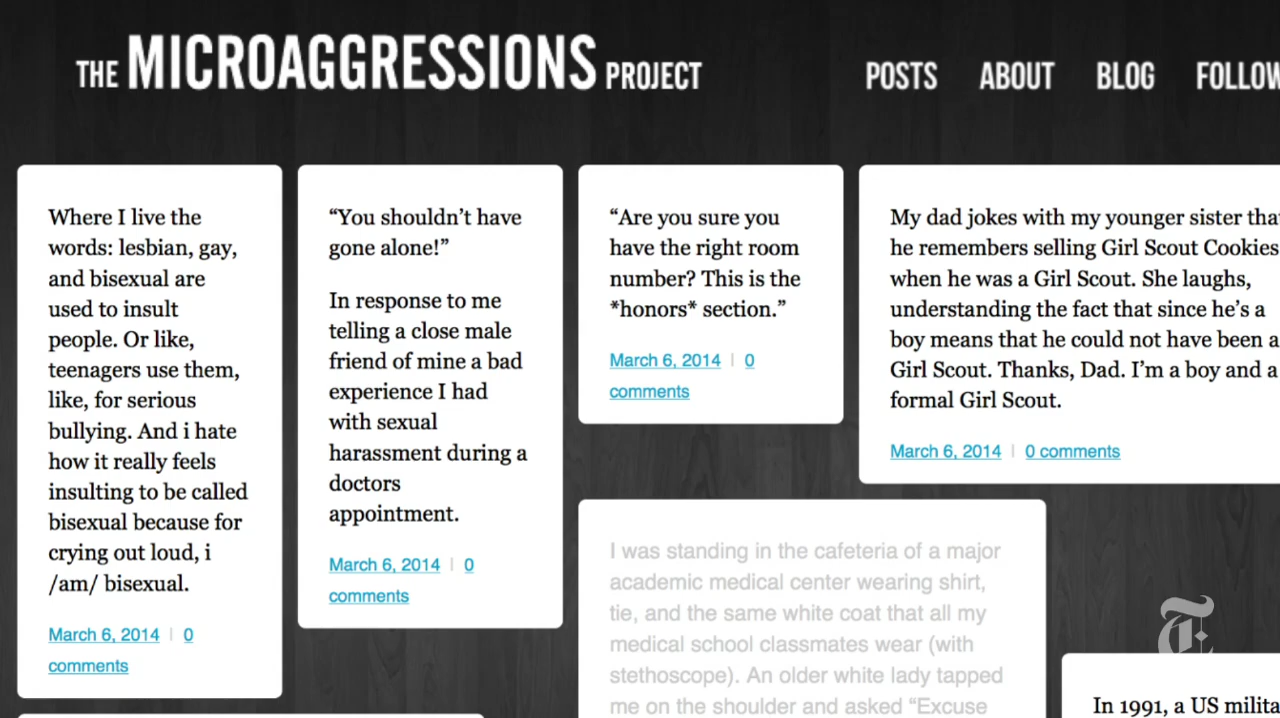 THE MICROAGGRESSIONS PROJECT
POSTS ABOUT BLOG FOLLOW
Where I live the
words: lesbian, gay,
and bisexual are
used to insult
people. Or like,
teenagers use them,
like, for serious
bullying. And i hate
how it really feels
insulting to be called
bisexual because for
crying out loud, i
/am/ bisexual.
March 6, 2014 | 0
comments
“You shouldn’t have
gone alone!”
In response to me
telling a close male
friend of mine a bad
experience I had
with sexual
harassment during a
doctors
appointment.
March 6, 2014 | 0
comments
“Are you sure you
have the right room
number? This is the
*honors* section.”
March 6, 2014 | 0
comments
My dad jokes with my younger sister that
he remembers selling Girl Scout Cookies
when he was a Girl Scout. She laughs,
understanding the fact that since he’s a
boy means that he could not have been a
Girl Scout. Thanks, Dad. I’m a boy and a
formal Girl Scout.
March 6, 2014 | 0 comments
I was standing in the cafeteria of a major
academic medical center wearing shirt,
tie, and the same white coat that all my
medical school classmates wear (with
stethoscope). An older white lady tapped
me on the shoulder and asked “Excuse
T
In 1991, a US milita